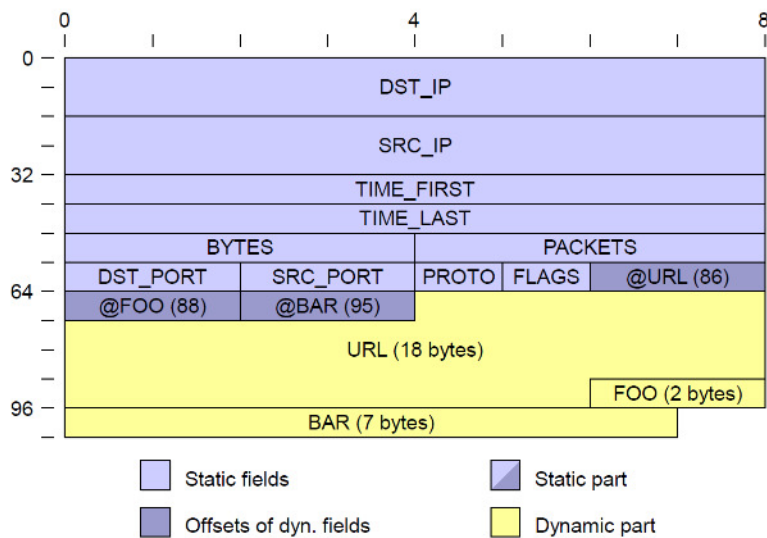 0 4 8
0
DST_IP
SRC_IP
32
TIME_FIRST
TIME_LAST
BYTES PACKETS
DST_PORT SRC_PORT PROTO FLAGS @URL (86)
64
@FOO (88) @BAR (95)
URL (18 bytes)
FOO (2 bytes)
96
BAR (7 bytes)
Static fields Static part
Offsets of dyn. fields Dynamic part